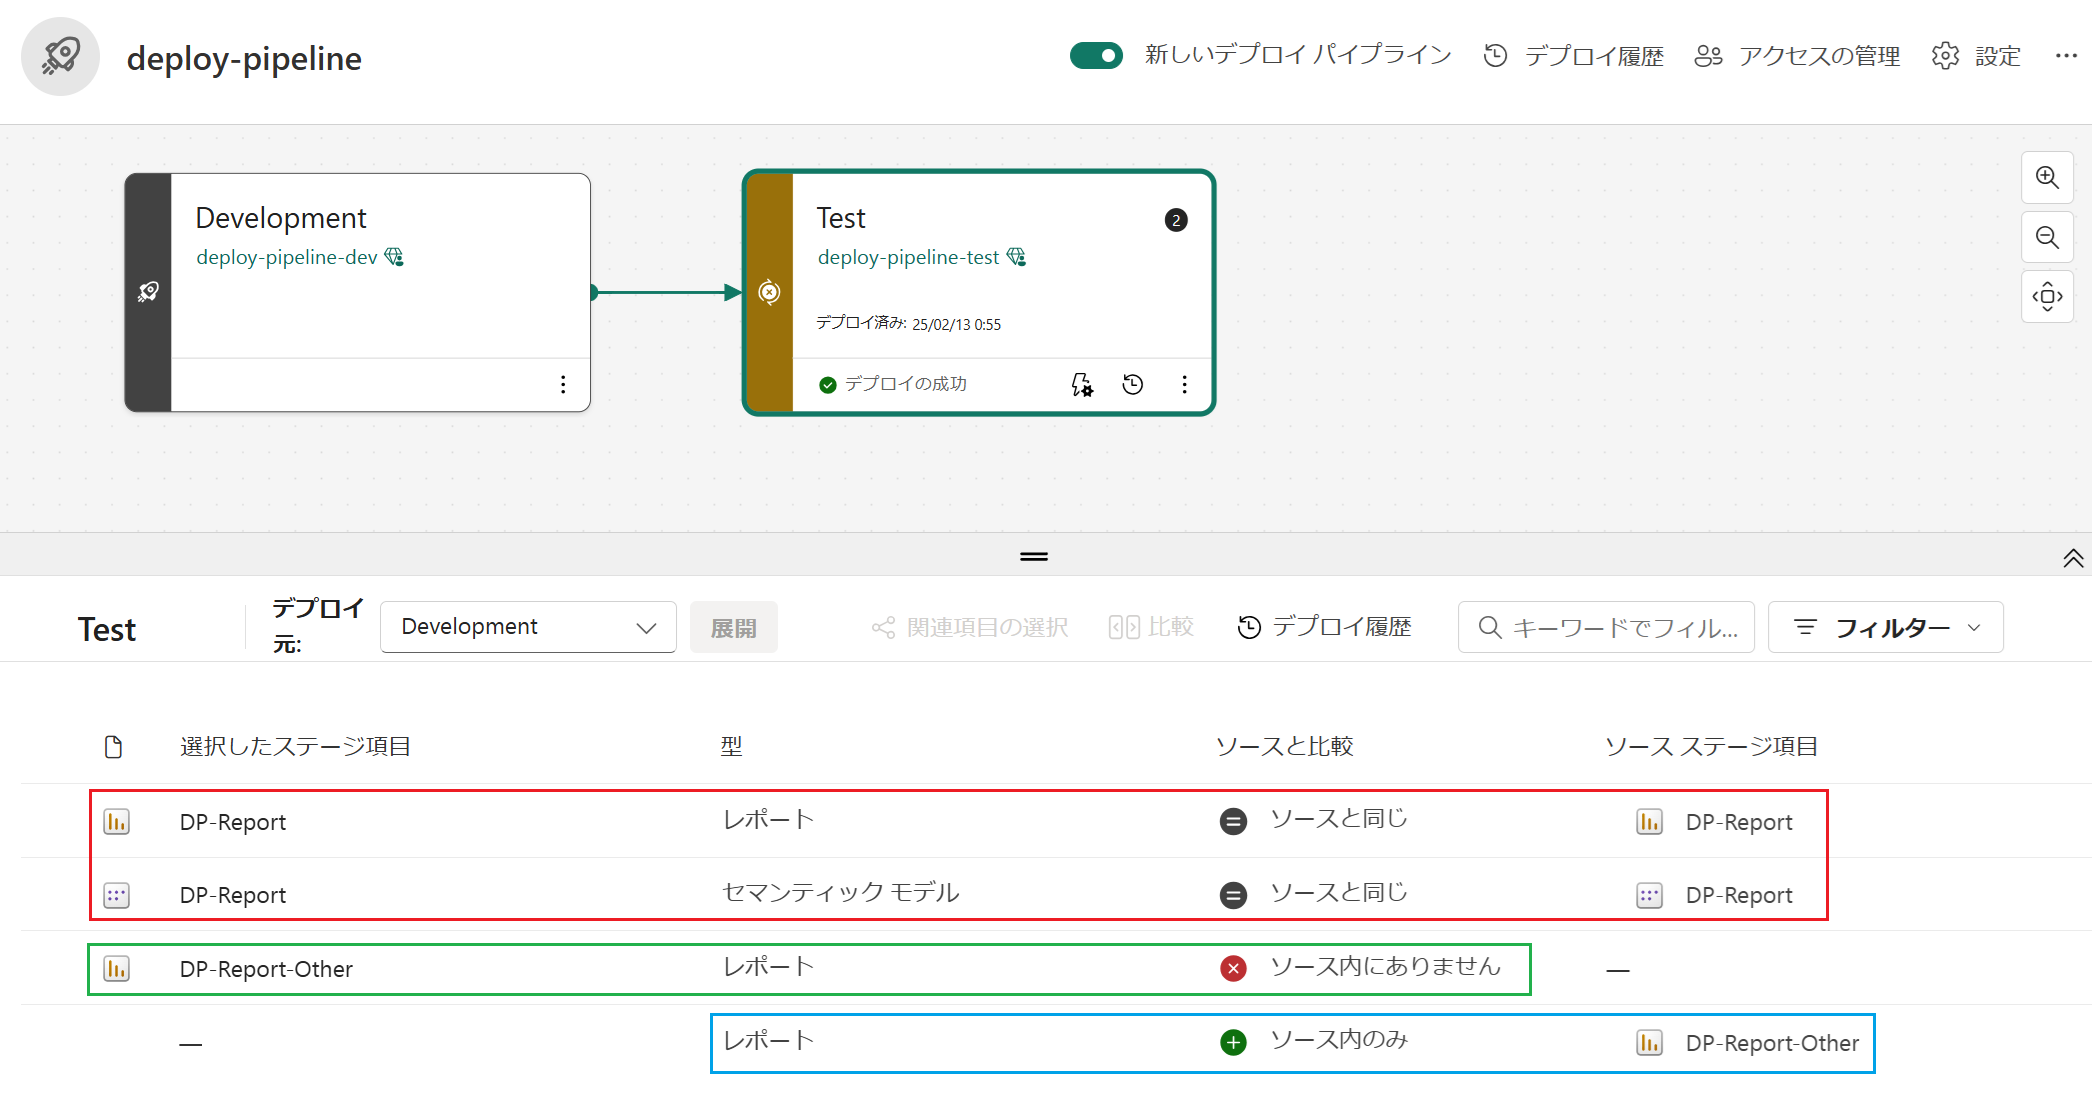 deploy-pipeline
新しいデプロイ パイプライン
デプロイ履歴
アクセスの管理
設定
Development
deploy-pipeline-dev
Test
2
deploy-pipeline-test
デプロイ済み: 25/02/13 0:55
デプロイの成功
Test
デプロイ
元:
Development
展開
関連項目の選択
比較
デプロイ履歴
キーワードでフィル...
フィルター
選択したステージ項目 型 ソースと比較 ソース ステージ項目
DP-Report レポート ソースと同じ DP-Report
DP-Report セマンティック モデル ソースと同じ DP-Report
DP-Report-Other レポート ソース内にありません —
— レポート ソース内のみ DP-Report-Other